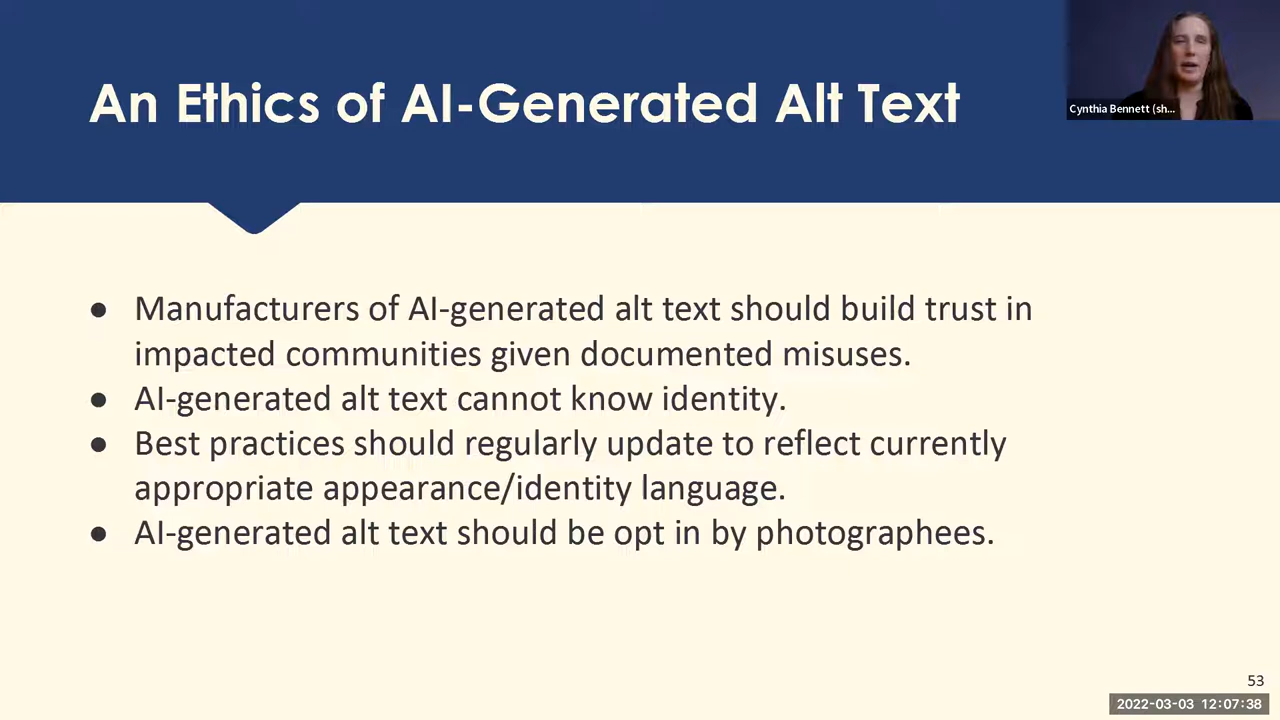 An Ethics of AI-Generated Alt Text
Cynthia Bennett (sh...
● Manufacturers of AI-generated alt text should build trust in
impacted communities given documented misuses.
● AI-generated alt text cannot know identity.
● Best practices should regularly update to reflect currently
appropriate appearance/identity language.
● AI-generated alt text should be opt in by photographees.
53
2022-03-03 12:07:38